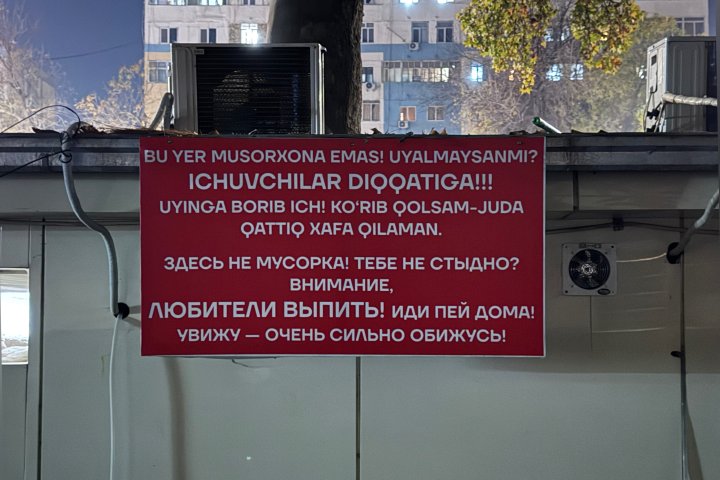 BU YER MUSORXONA EMAS! UYALMAYSANMI?
ICHUVCHILAR DIQQATIGA!!!
UYINGA BORIB ICH! KO‘RIB QOLSAM-JUDA
QATTIQ XAFA QILAMAN.
ЗДЕСЬ НЕ МУСОРКА! ТЕБЕ НЕ СТЫДНО?
ВНИМАНИЕ,
ЛЮБИТЕЛИ ВЫПИТЬ! ИДИ ПЕЙ ДОМА!
УВИЖУ — ОЧЕНЬ СИЛЬНО ОБИЖУСЬ!